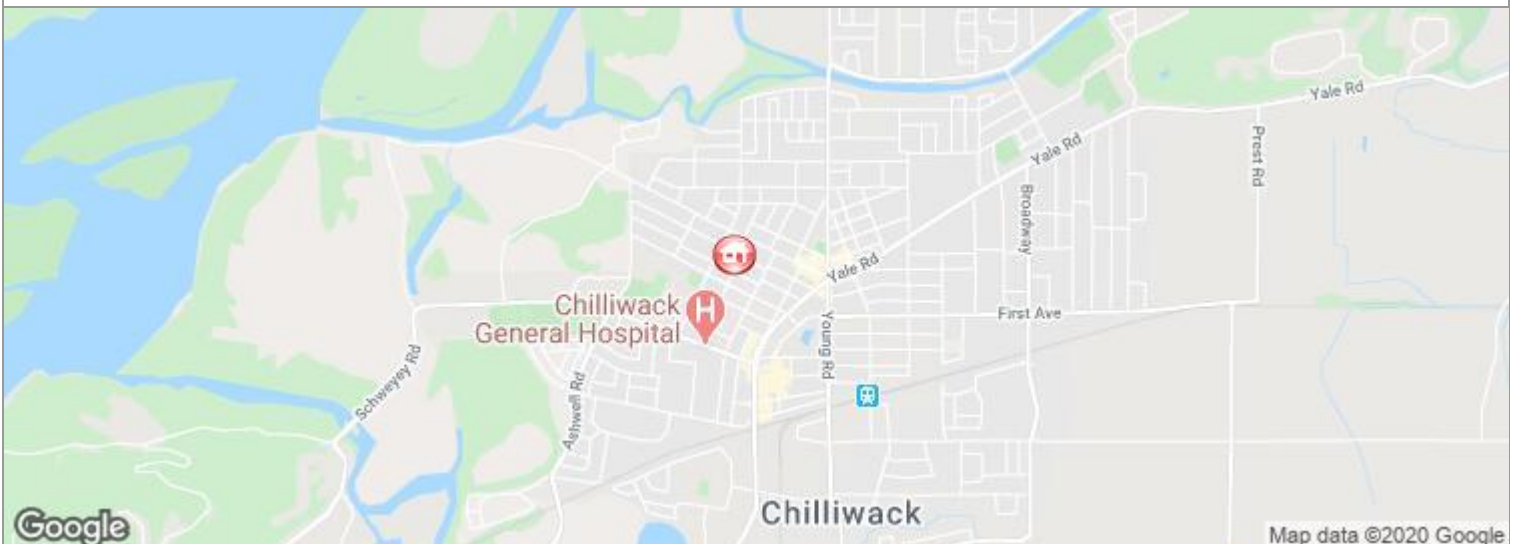 Yale Rd
Yale Rd
Prest Rd
Broadway
Yale Rd
Chilliwack
General Hospital
H
First Ave
Young Rd
Schweyey Rd
Ashwell Rd
Chilliwack
Google
Map data ©2020 Google